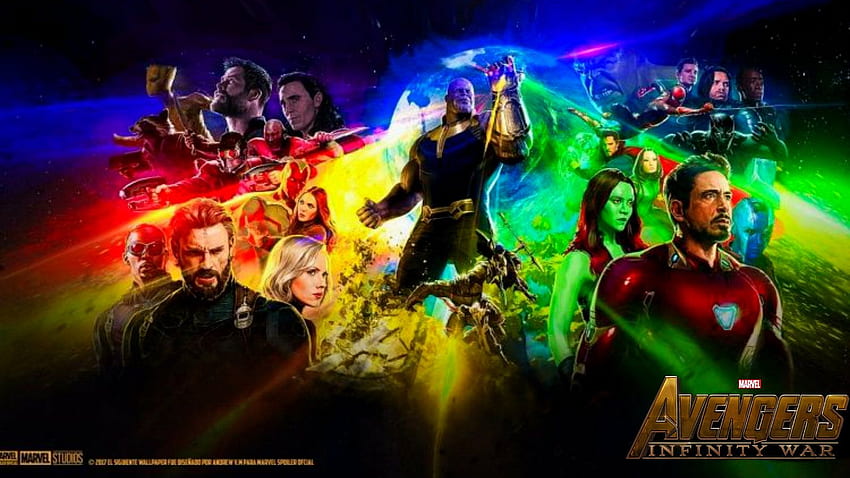 MARVEL
AVENGERS
INFINITY WAR
MARVEL STUDIOS
© 2017 EL SIGUIENTE WALLPAPER FUE DISEÑADO POR ANDREW V.M PARA MARVEL SPOILER OFICIAL